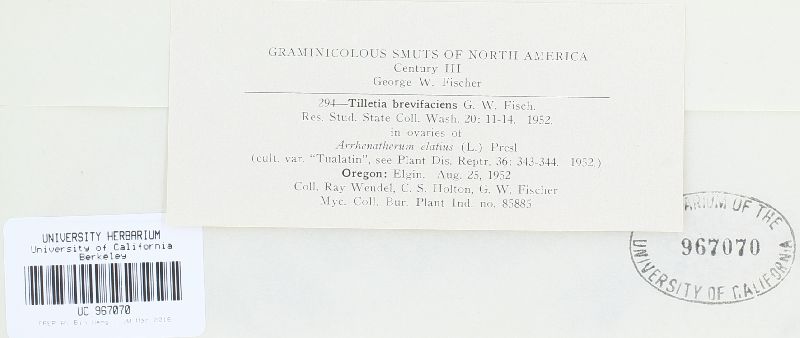 GRAMINICOLOUS SMUTS OF NORTH AMERICA
Century III
George W. Fischer
294—Tilletia brevifaciens G. W. Fisch.
Res. Stud. State Coll. Wash. 20: 11-14. 1952.
in ovaries of
Arrhenatherum elatius (L.) Presl
(cult. var. "Tualatin", see Plant Dis. Reptr. 36: 343-344. 1952.)
Oregon: Elgin. Aug. 25, 1952
Coll. Ray Wendel, C. S. Holton, G. W. Fischer
Myc. Coll. Bur. Plant Ind. no. 85885
UNIVERSITY HERBARIUM
University of California
Berkeley
UC 967070
ARIUM OF THE
967070
UNIVERSITY OF CALIFORNIA